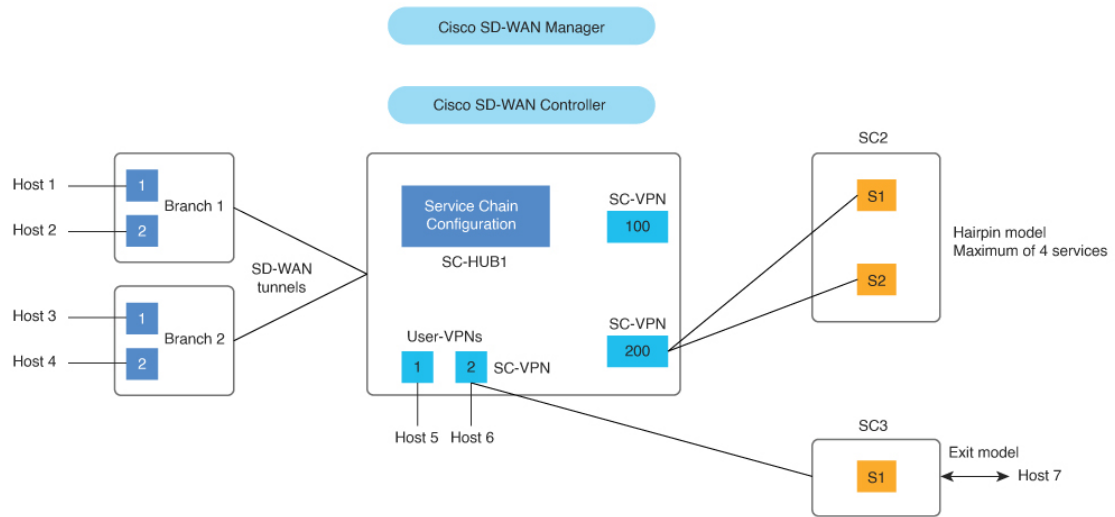 Cisco SD-WAN Manager
Cisco SD-WAN Controller
Host 1
Host 2
1
2
Branch 1
Host 3
Host 4
1
2
Branch 2
SD-WAN
tunnels
Service Chain
Configuration
SC-HUB1
SC-VPN
100
SC-VPN
200
User-VPNs
1
2
SC-VPN
Host 5
Host 6
SC2
S1
S2
Hairpin model
Maximum of 4 services
SC3
S1
Exit model
Host 7